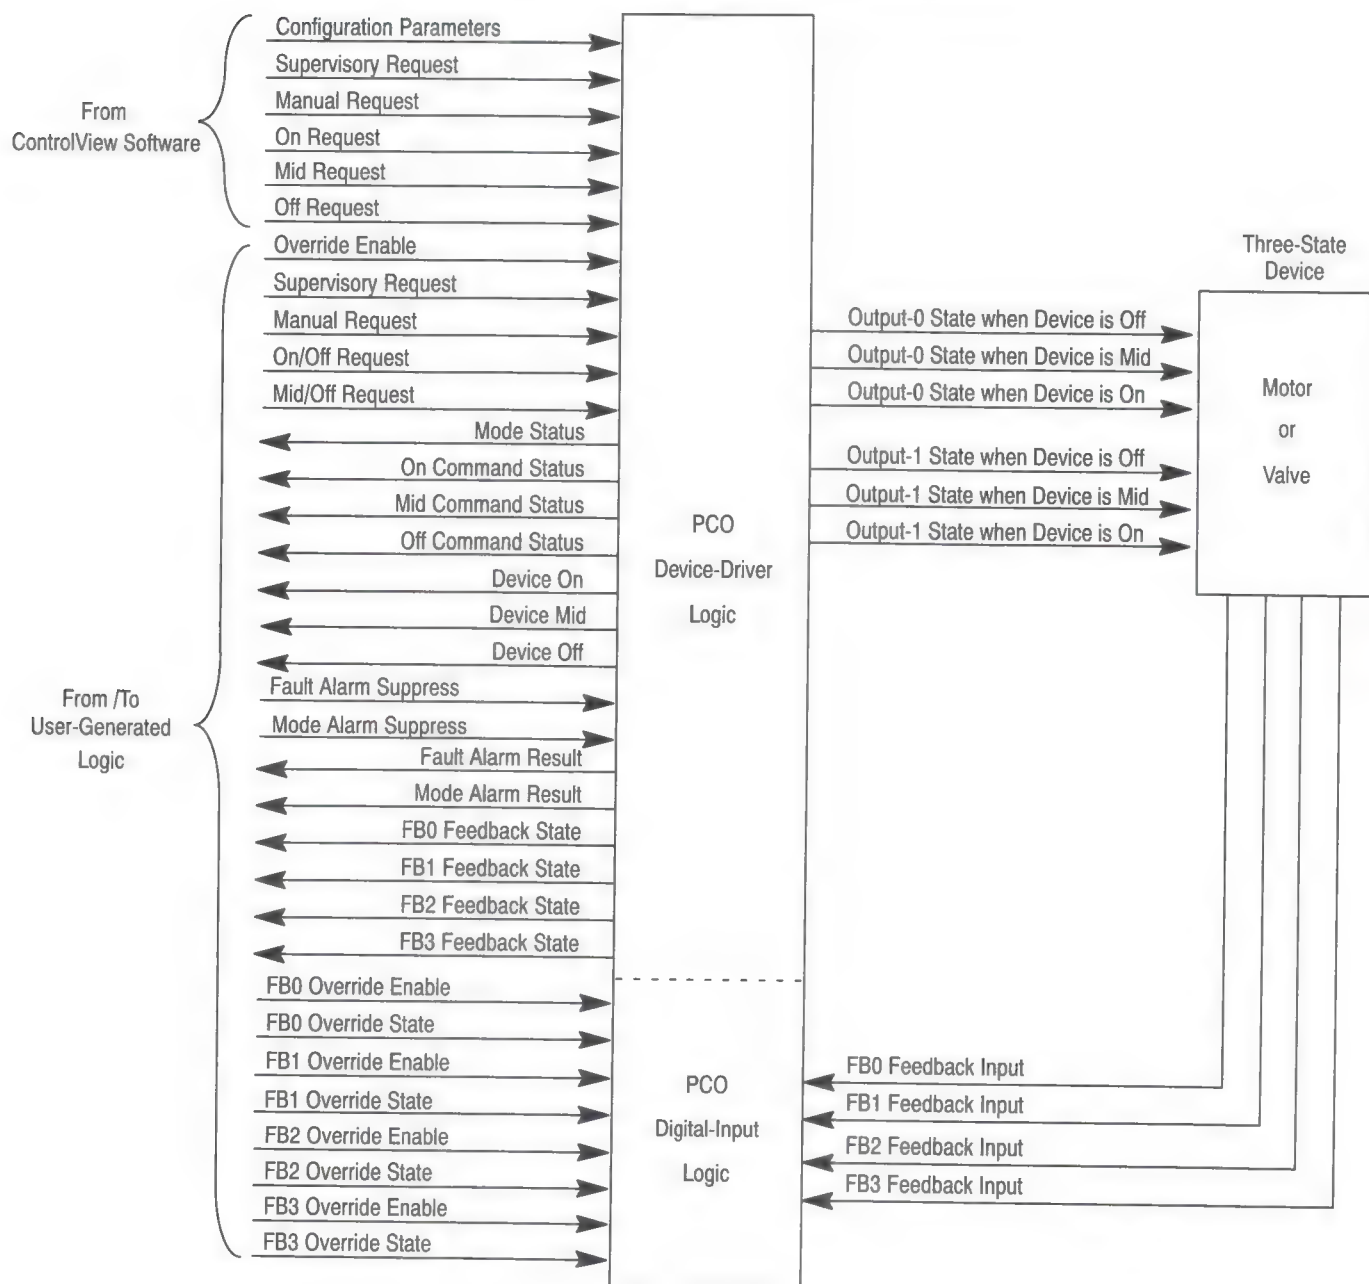 Configuration Parameters
Supervisory Request
Manual Request
On Request
Mid Request
Off Request
From
ControlView Software
Override Enable
Supervisory Request
Manual Request
On/Off Request
Mid/Off Request
Mode Status
On Command Status
Mid Command Status
Off Command Status
Device On
Device Mid
Device Off
Fault Alarm Suppress
Mode Alarm Suppress
Fault Alarm Result
Mode Alarm Result
FB0 Feedback State
FB1 Feedback State
FB2 Feedback State
FB3 Feedback State
FB0 Override Enable
FB0 Override State
FB1 Override Enable
FB1 Override State
FB2 Override Enable
FB2 Override State
FB3 Override Enable
FB3 Override State
From /To
User-Generated
Logic
PCO
Device-Driver
Logic
PCO
Digital-Input
Logic
Output-0 State when Device is Off
Output-0 State when Device is Mid
Output-0 State when Device is On
Output-1 State when Device is Off
Output-1 State when Device is Mid
Output-1 State when Device is On
Three-State
Device
Motor
or
Valve
FB0 Feedback Input
FB1 Feedback Input
FB2 Feedback Input
FB3 Feedback Input